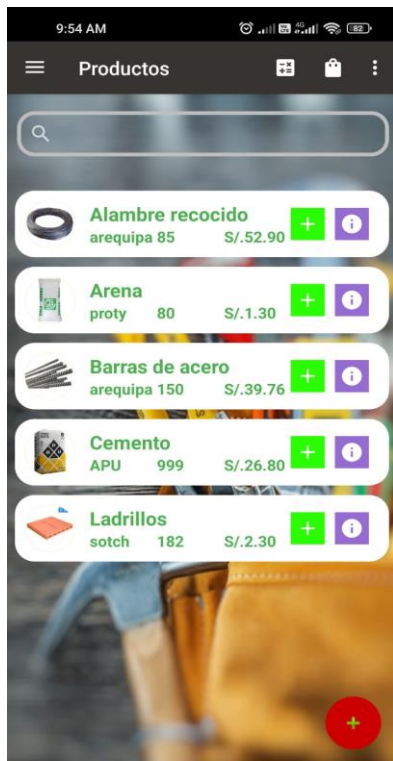 9:54 AM 4G 82
Productos
Alambre recocido
arequipa 85 S/.52.90
Arena
proty 80 S/.1.30
Barras de acero
arequipa 150 S/.39.76
Cemento
APU 999 S/.26.80
Ladrillos
sotch 182 S/.2.30